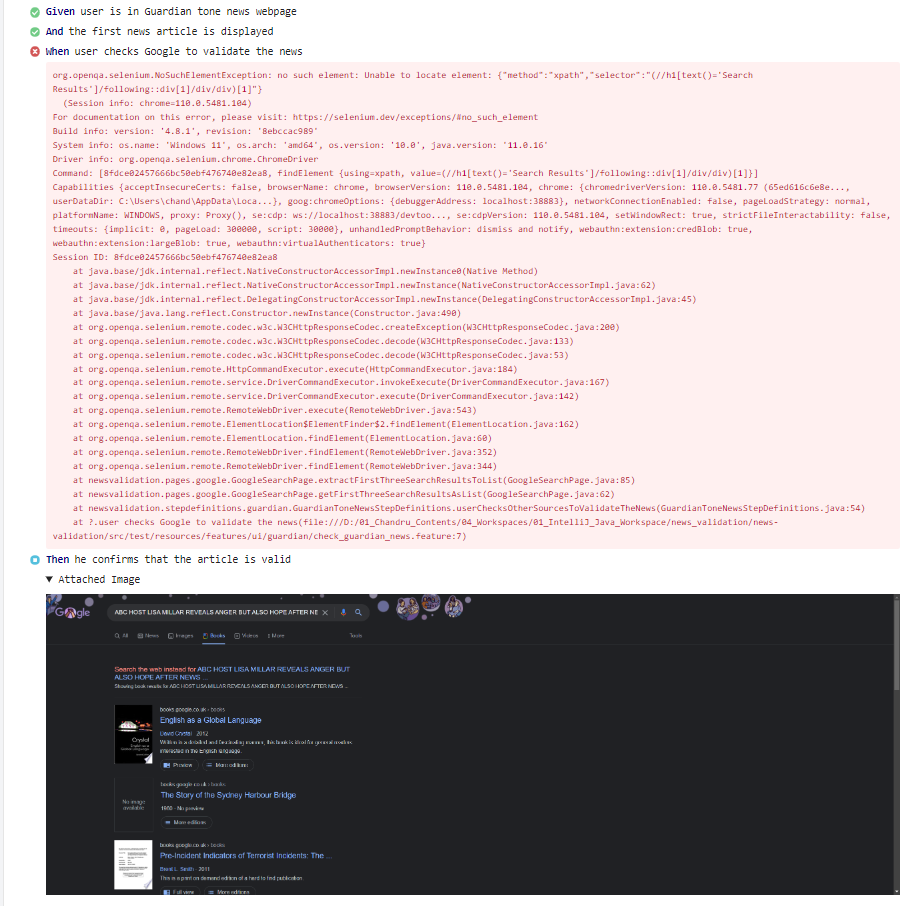 Given user is in Guardian tone news webpage
And the first news article is displayed
When user checks Google to validate the news
org.openqa.selenium.NoSuchElementException: no such element: Unable to locate element: {"method":"xpath","selector":"(//h1[text()='Search
Results']/following::div[1]/div/div)[1]"}
(Session info: chrome=110.0.5481.104)
For documentation on this error, please visit: https://selenium.dev/exceptions/#no_such_element
Build info: version: '4.8.1', revision: '8ebccac989'
System info: os.name: 'Windows 11', os.arch: 'amd64', os.version: '10.0', java.version: '11.0.16'
Driver info: org.openqa.selenium.chrome.ChromeDriver
Command: [8fdce02457666bc50ebf476740e82ea8, findElement {using=xpath, value=(//h1[text()='Search Results']/following::div[1]/div/div)[1]}]
Capabilities {acceptInsecureCerts: false, browserName: chrome, browserVersion: 110.0.5481.104, chrome: {chromedriverVersion: 110.0.5481.77 (65ed616c6e8e...,
userDataDir: C:\Users\chand\AppData\Loca...}, goog:chromeOptions: {debuggerAddress: localhost:38883}, networkConnectionEnabled: false, pageLoadStrategy: normal,
platformName: WINDOWS, proxy: Proxy(), se:cdp: ws://localhost:38883/devtoo..., se:cdpVersion: 110.0.5481.104, setWindowRect: true, strictFileInteractability: false,
timeouts: {implicit: 0, pageLoad: 300000, script: 30000}, unhandledPromptBehavior: dismiss and notify, webauthn:extension:credBlob: true,
webauthn:extension:largeBlob: true, webauthn:virtualAuthenticators: true}
Session ID: 8fdce02457666bc50ebf476740e82ea8
at java.base/jdk.internal.reflect.NativeConstructorAccessorImpl.newInstance0(Native Method)
at java.base/jdk.internal.reflect.NativeConstructorAccessorImpl.newInstance(NativeConstructorAccessorImpl.java:62)
at java.base/jdk.internal.reflect.DelegatingConstructorAccessorImpl.newInstance(DelegatingConstructorAccessorImpl.java:45)
at java.base/java.lang.reflect.Constructor.newInstance(Constructor.java:490)
at org.openqa.selenium.remote.codec.w3c.W3CHttpResponseCodec.createException(W3CHttpResponseCodec.java:200)
at org.openqa.selenium.remote.codec.w3c.W3CHttpResponseCodec.decode(W3CHttpResponseCodec.java:133)
at org.openqa.selenium.remote.codec.w3c.W3CHttpResponseCodec.decode(W3CHttpResponseCodec.java:53)
at org.openqa.selenium.remote.HttpCommandExecutor.execute(HttpCommandExecutor.java:184)
at org.openqa.selenium.remote.service.DriverCommandExecutor.invokeExecute(DriverCommandExecutor.java:167)
at org.openqa.selenium.remote.service.DriverCommandExecutor.execute(DriverCommandExecutor.java:142)
at org.openqa.selenium.remote.RemoteWebDriver.execute(RemoteWebDriver.java:543)
at org.openqa.selenium.remote.ElementLocation$ElementFinder$2.findElement(ElementLocation.java:162)
at org.openqa.selenium.remote.ElementLocation.findElement(ElementLocation.java:60)
at org.openqa.selenium.remote.RemoteWebDriver.findElement(RemoteWebDriver.java:352)
at org.openqa.selenium.remote.RemoteWebDriver.findElement(RemoteWebDriver.java:344)
at newsvalidation.pages.google.GoogleSearchPage.extractFirstThreeSearchResultsToList(GoogleSearchPage.java:85)
at newsvalidation.pages.google.GoogleSearchPage.getFirstThreeSearchResultsAsList(GoogleSearchPage.java:62)
at newsvalidation.stepdefinitions.guardian.GuardianToneNewsStepDefinitions.userChecksOtherSourcesToValidateTheNews(GuardianToneNewsStepDefinitions.java:54)
at ?.user checks Google to validate the news(file:///D:/01_Chandru_Contents/04_Workspaces/01_IntelliJ_Java_Workspace/news_validation/news-
validation/src/test/resources/features/ui/guardian/check_guardian_news.feature:7)
Then he confirms that the article is valid
▼ Attached Image
Google
ABC HOST LISA MILLAR REVEALS ANGER BUT ALSO HOPE AFTER NE
All News Images Books Videos More Tools
Search the web instead for ABC HOST LISA MILLAR REVEALS ANGER BUT
ALSO HOPE AFTER NEWS ...
Showing book results for ABC HOST LISA MILLAR REVEALS ANGER BUT ALSO HOPE AFTER NEWS ...
books.google.co.uk › books
English as a Global Language
David Crystal · 2012
Written in a detailed and fascinating manner, this book is ideal for general readers
interested in the English language.
Preview More editions
Crystal
books.google.co.uk › books
The Story of the Sydney Harbour Bridge
No image
available
No preview
More editions
books.google.co.uk › books
Pre-Incident Indicators of Terrorist Incidents: The ...
Brent L. Smith · 2011
This is a print on demand edition of a hard to find publication.
Full view More editions